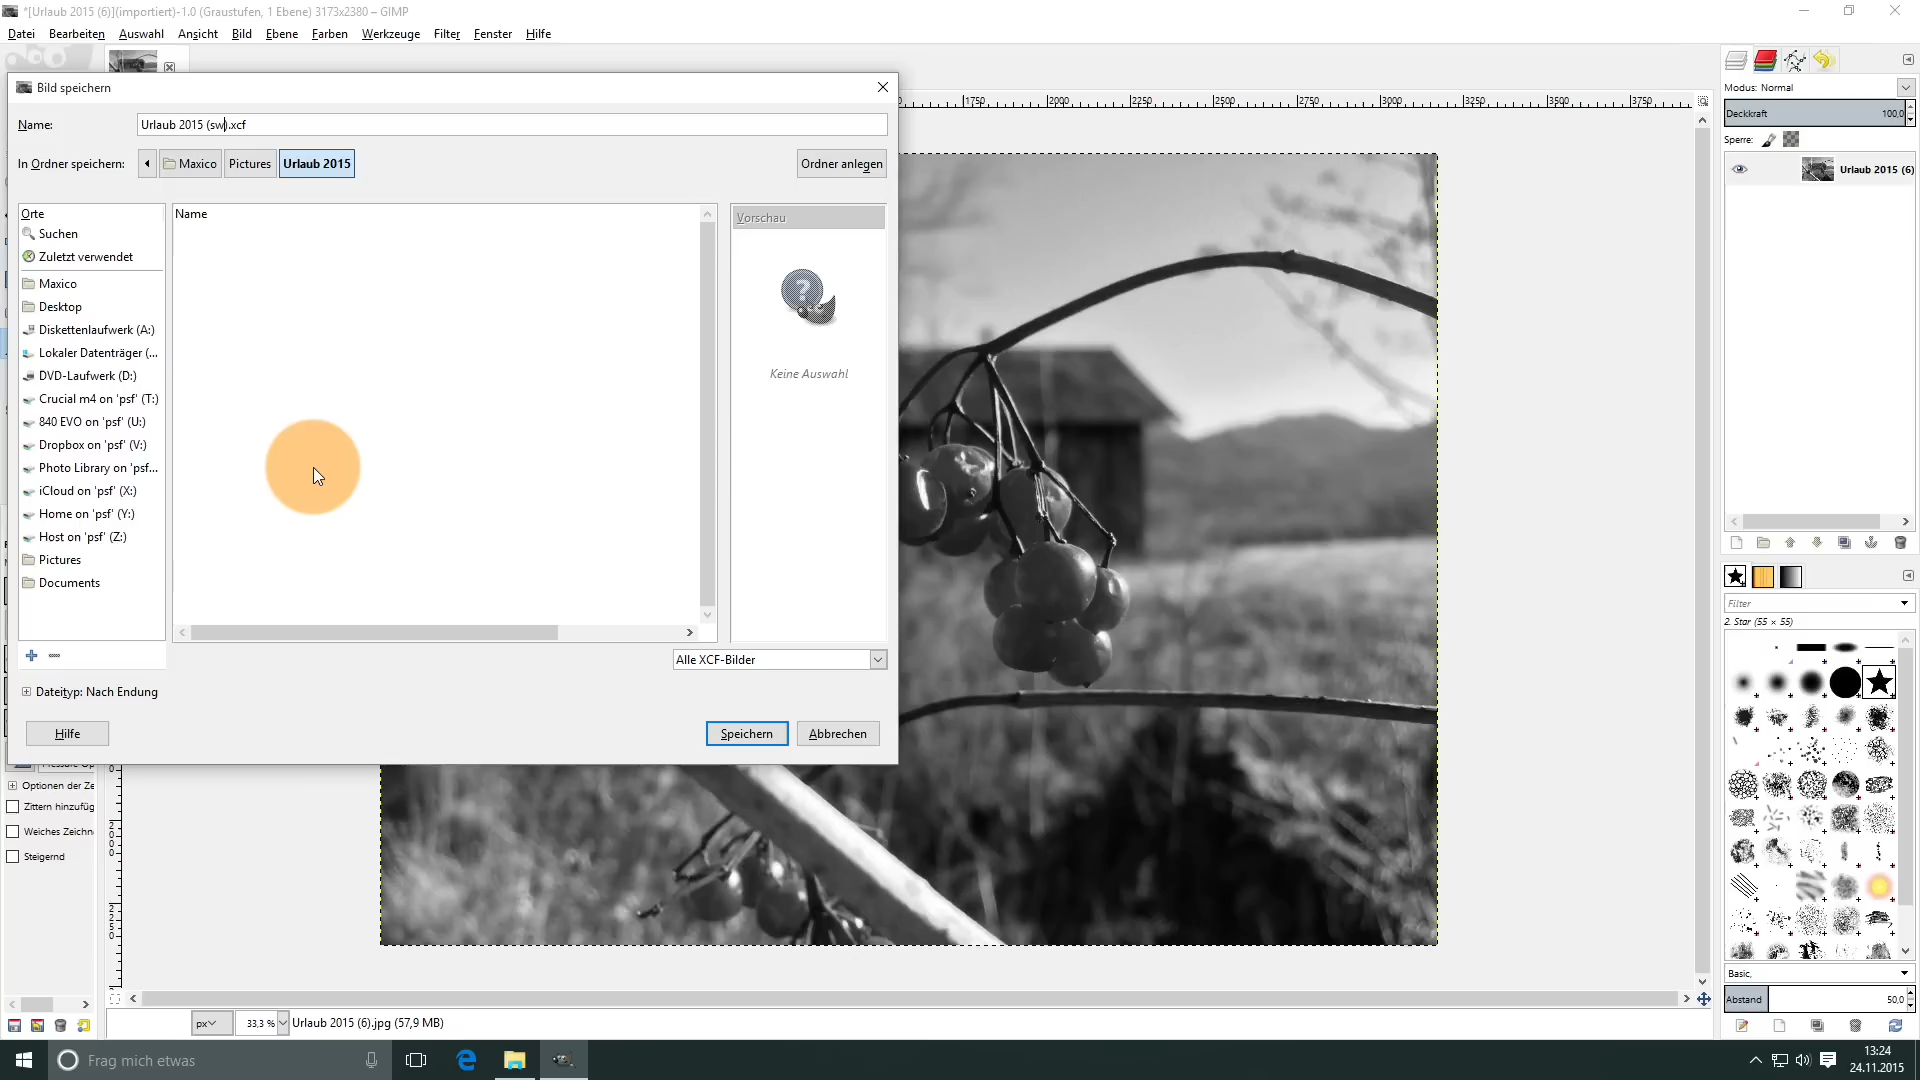 *[Urlaub 2015 (6)](importiert)-1.0 (Graustufen, 1 Ebene) 3173x2380 – GIMP
Datei Bearbeiten Auswahl Ansicht Bild Ebene Farben Werkzeuge Filter Fenster Hilfe
Bild speichern
Name: Urlaub 2015 (sw).xcf
In Ordner speichern: Maxico Pictures Urlaub 2015 Ordner anlegen
Orte
Suchen
Zuletzt verwendet
Maxico
Desktop
Diskettenlaufwerk (A:)
Lokaler Datenträger (...
DVD-Laufwerk (D:)
Crucial m4 on 'psf' (T:)
840 EVO on 'psf' (U:)
Dropbox on 'psf' (V:)
Photo Library on 'psf...
iCloud on 'psf' (X:)
Home on 'psf' (Y:)
Host on 'psf' (Z:)
Pictures
Documents
Name
Vorschau
?
Keine Auswahl
Alle XCF-Bilder
Dateityp: Nach Endung
Hilfe Speichern Abbrechen
1750 2000 2250 2500 2750 3000 3250 3500 3750
Optionen der Ze
Zittern hinzufüg
Weiches Zeichn
Steigernd
px 33,3 % Urlaub 2015 (6).jpg (57,9 MB)
Modus: Normal
Deckkraft 100,0
Sperre:
Urlaub 2015 (6)
Filter
2. Star (55 × 55)
Basic,
Abstand 50,0
Frag mich etwas
13:24
24.11.2015